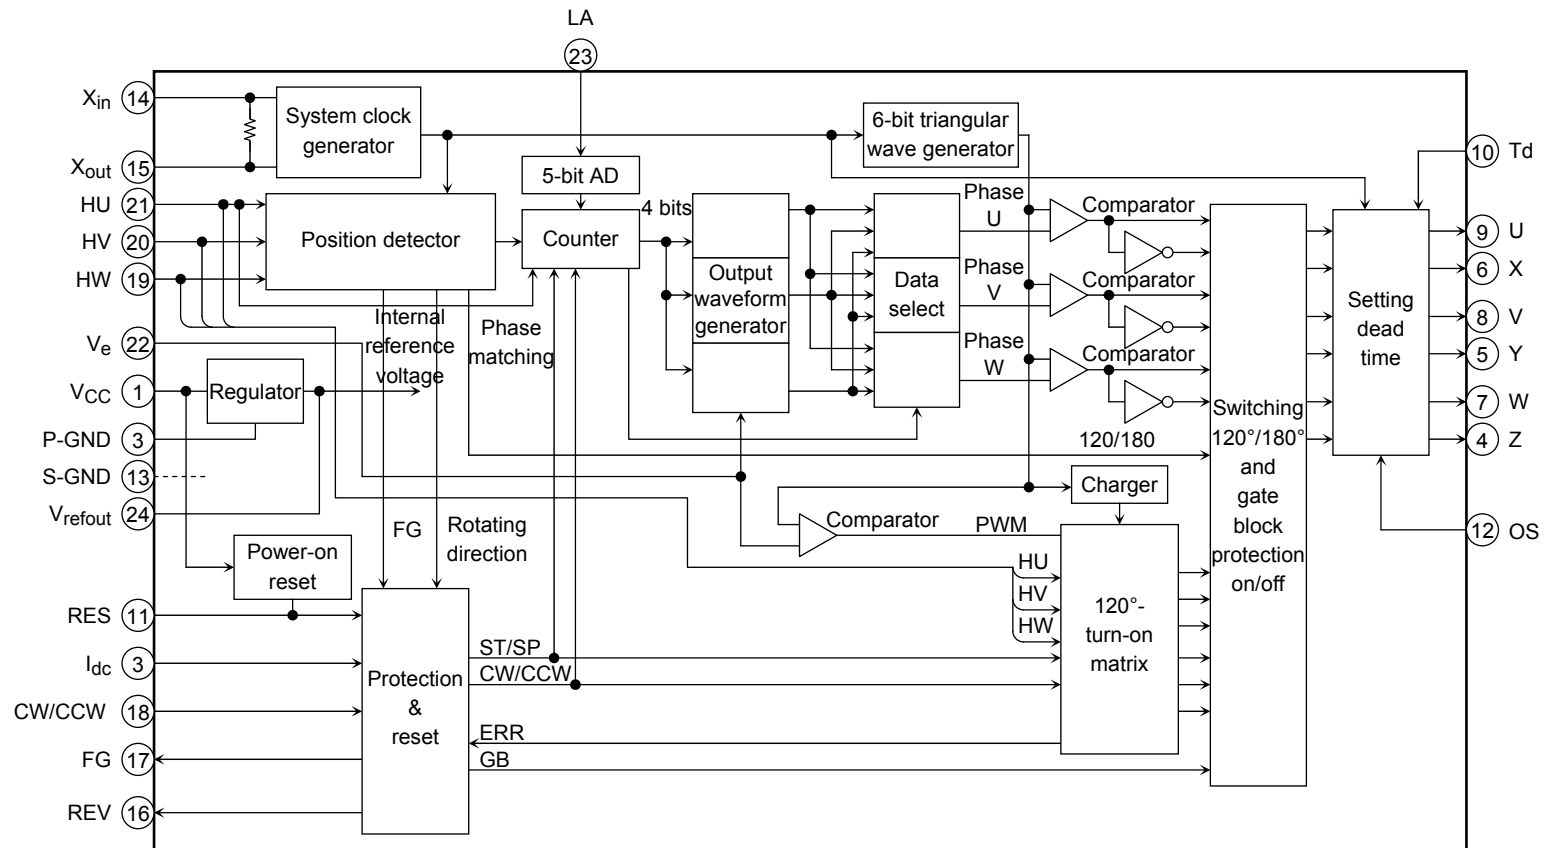 LA
23
Xin 14
System clock
generator
6-bit triangular
wave generator
10 Td
Xout 15
5-bit AD
HU 21
4 bits
Phase
U
Comparator
9 U
HV 20
Position detector
Counter
6 X
HW 19
Output
waveform
generator
Data
select
Phase
V
Comparator
Setting
dead
time
8 V
Internal
reference
voltage
Phase
matching
Ve 22
Phase
W
Comparator
5 Y
VCC 1
Regulator
7 W
Switching
120°/180°
and
gate
block
protection
on/off
P-GND 3
120/180
4 Z
S-GND 13
Charger
Vrefout 24
FG
Rotating
direction
Comparator
PWM
12 OS
Power-on
reset
HU
HV
HW
120°-
turn-on
matrix
RES 11
ST/SP
Idc 3
CW/CCW
Protection
&
reset
CW/CCW 18
ERR
FG 17
GB
REV 16